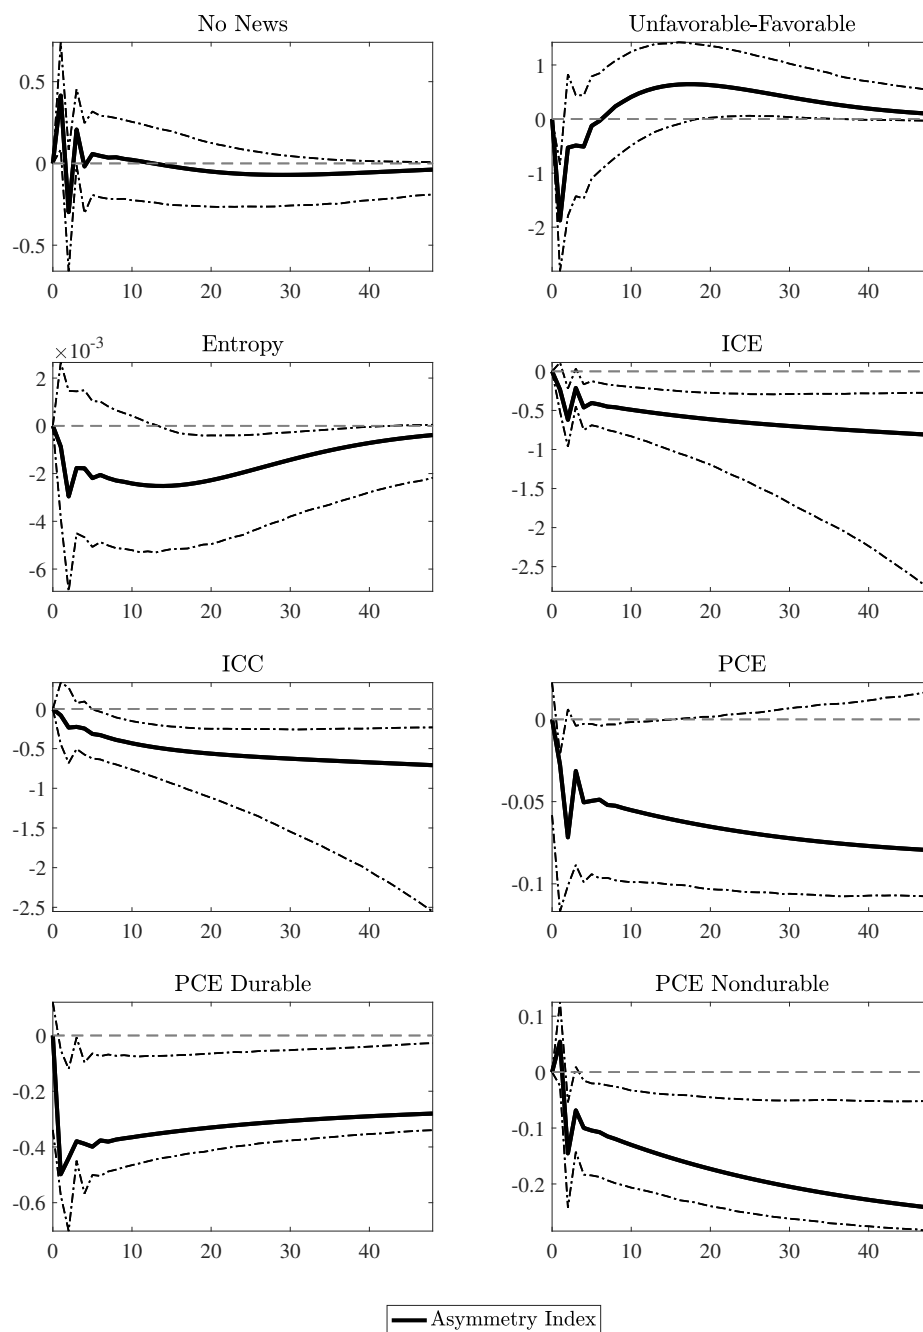 No News
0.5
0
-0.5
0 10 20 30 40
Unfavorable-Favorable
1
0
-1
-2
0 10 20 30 40
Entropy
×10⁻³
2
0
-2
-4
-6
0 10 20 30 40
ICE
0
-0.5
-1
-1.5
-2
-2.5
0 10 20 30 40
ICC
0
-0.5
-1
-1.5
-2
-2.5
0 10 20 30 40
PCE
0
-0.05
-0.1
0 10 20 30 40
PCE Durable
0
-0.2
-0.4
-0.6
0 10 20 30 40
PCE Nondurable
0.1
0
-0.1
-0.2
0 10 20 30 40
Asymmetry Index